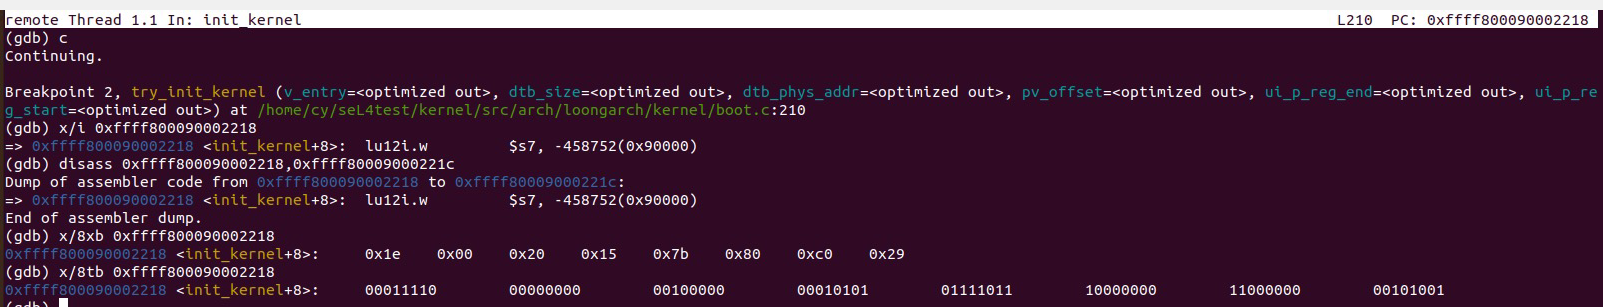 remote Thread 1.1 In: init_kernel L210 PC: 0xffff800090002218
(gdb) c
Continuing.
Breakpoint 2, try_init_kernel (v_entry=<optimized out>, dtb_size=<optimized out>, dtb_phys_addr=<optimized out>, pv_offset=<optimized out>, ui_p_reg_end=<optimized out>, ui_p_re
g_start=<optimized out>) at /home/cy/seL4test/kernel/src/arch/loongarch/kernel/boot.c:210
(gdb) x/i 0xffff800090002218
=> 0xffff800090002218 <init_kernel+8>: lu12i.w $s7, -458752(0x90000)
(gdb) disass 0xffff800090002218,0xffff80009000221c
Dump of assembler code from 0xffff800090002218 to 0xffff80009000221c:
=> 0xffff800090002218 <init_kernel+8>: lu12i.w $s7, -458752(0x90000)
End of assembler dump.
(gdb) x/8xb 0xffff800090002218
0xffff800090002218 <init_kernel+8>: 0x1e 0x00 0x20 0x15 0x7b 0x80 0xc0 0x29
(gdb) x/8tb 0xffff800090002218
0xffff800090002218 <init_kernel+8>: 00011110 00000000 00100000 00010101 01111011 10000000 11000000 00101001
(gdb)